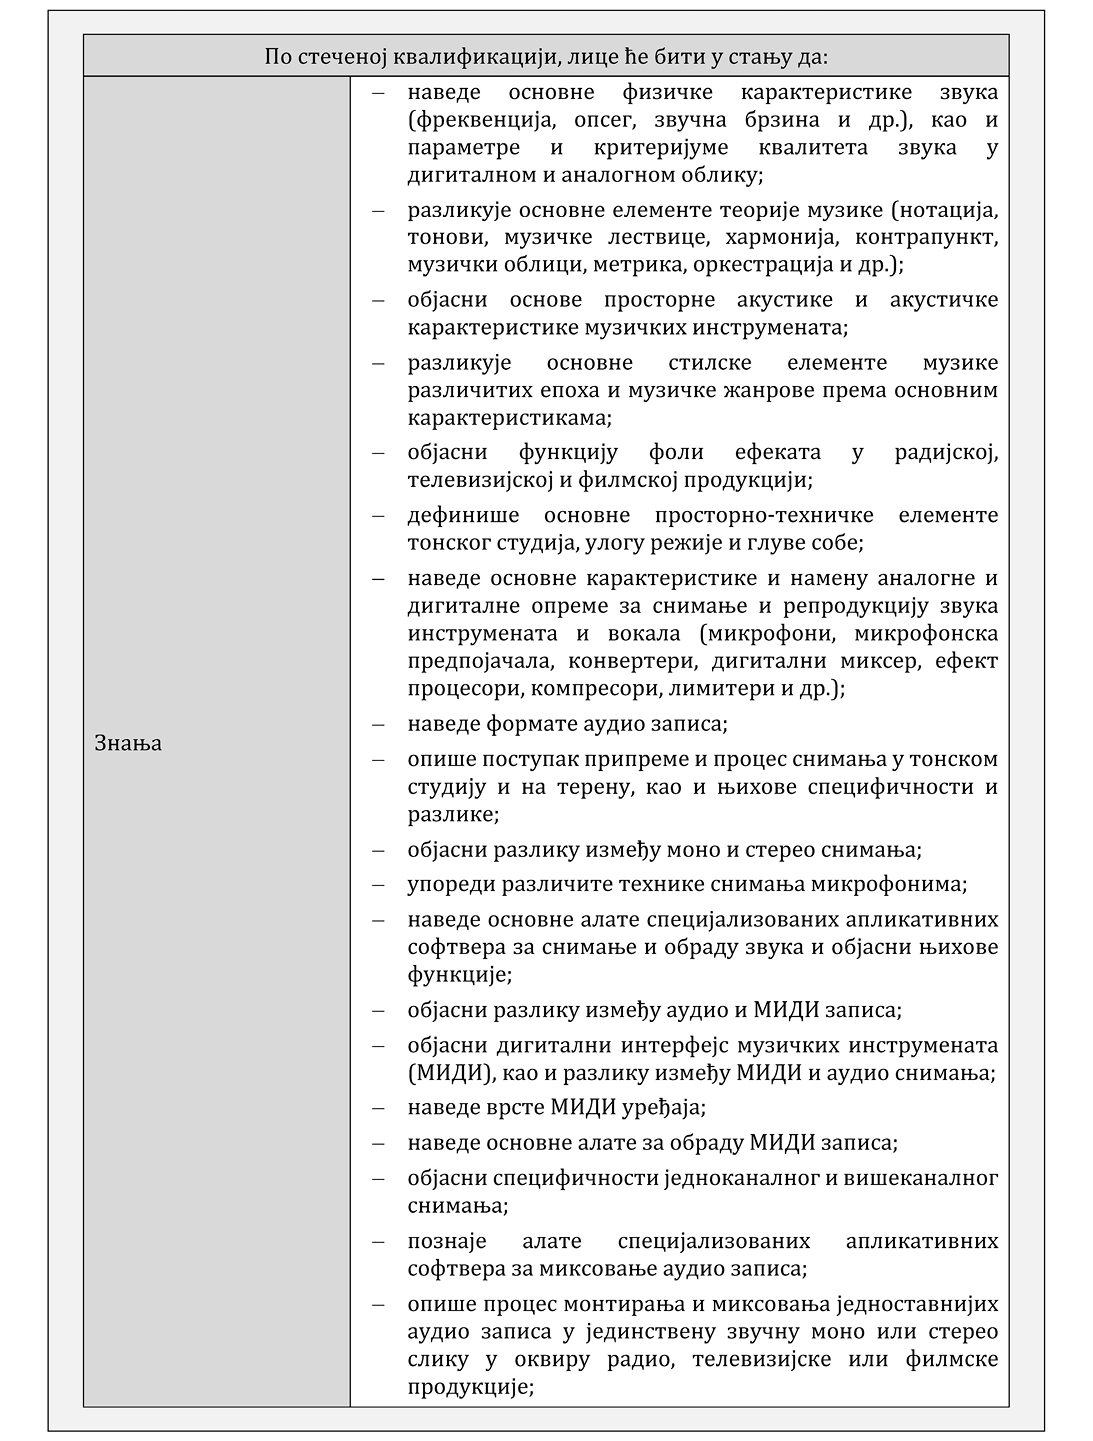 По стеченој квалификацији, лице ће бити у стању да:
Знања
– наведе основне физичке карактеристике звука
(фреквенција, опсег, звучна брзина и др.), као и
параметре и критеријуме квалитета звука у
дигиталном и аналогном облику;
– разликује основне елементе теорије музике (нотација,
тонови, музичке лествице, хармонија, контрапункт,
музички облици, метрика, оркестрација и др.);
– објасни основе просторне акустике и акустичке
карактеристике музичких инструмената;
– разликује основне стилске елементе музике
различитих епоха и музичке жанрове према основним
карактеристикама;
– објасни функцију фоли ефеката у радијској,
телевизијској и филмској продукцији;
– дефинише основне просторно-техничке елементе
тонског студија, улогу режије и глуве собе;
– наведе основне карактеристике и намену аналогне и
дигиталне опреме за снимање и репродукцију звука
инструмената и вокала (микрофони, микрофонска
предпојачала, конвертери, дигитални миксер, ефект
процесори, компресори, лимитери и др.);
– наведе формате аудио записа;
– опише поступак припреме и процес снимања у тонском
студију и на терену, као и њихове специфичности и
разлике;
– објасни разлику између моно и стерео снимања;
– упореди различите технике снимања микрофонима;
– наведе основне алате специјализованих апликативних
софтвера за снимање и обраду звука и објасни њихове
функције;
– објасни разлику између аудио и МИДИ записа;
– објасни дигитални интерфејс музичких инструмената
(МИДИ), као и разлику између МИДИ и аудио снимања;
– наведе врсте МИДИ уређаја;
– наведе основне алате за обраду МИДИ записа;
– објасни специфичности једноканалног и вишеканалног
снимања;
– познаје алате специјализованих апликативних
софтвера за миксовање аудио записа;
– опише процес монтирања и миксовања једноставнијих
аудио записа у јединствену звучну моно или стерео
слику у оквиру радио, телевизијске или филмске
продукције;